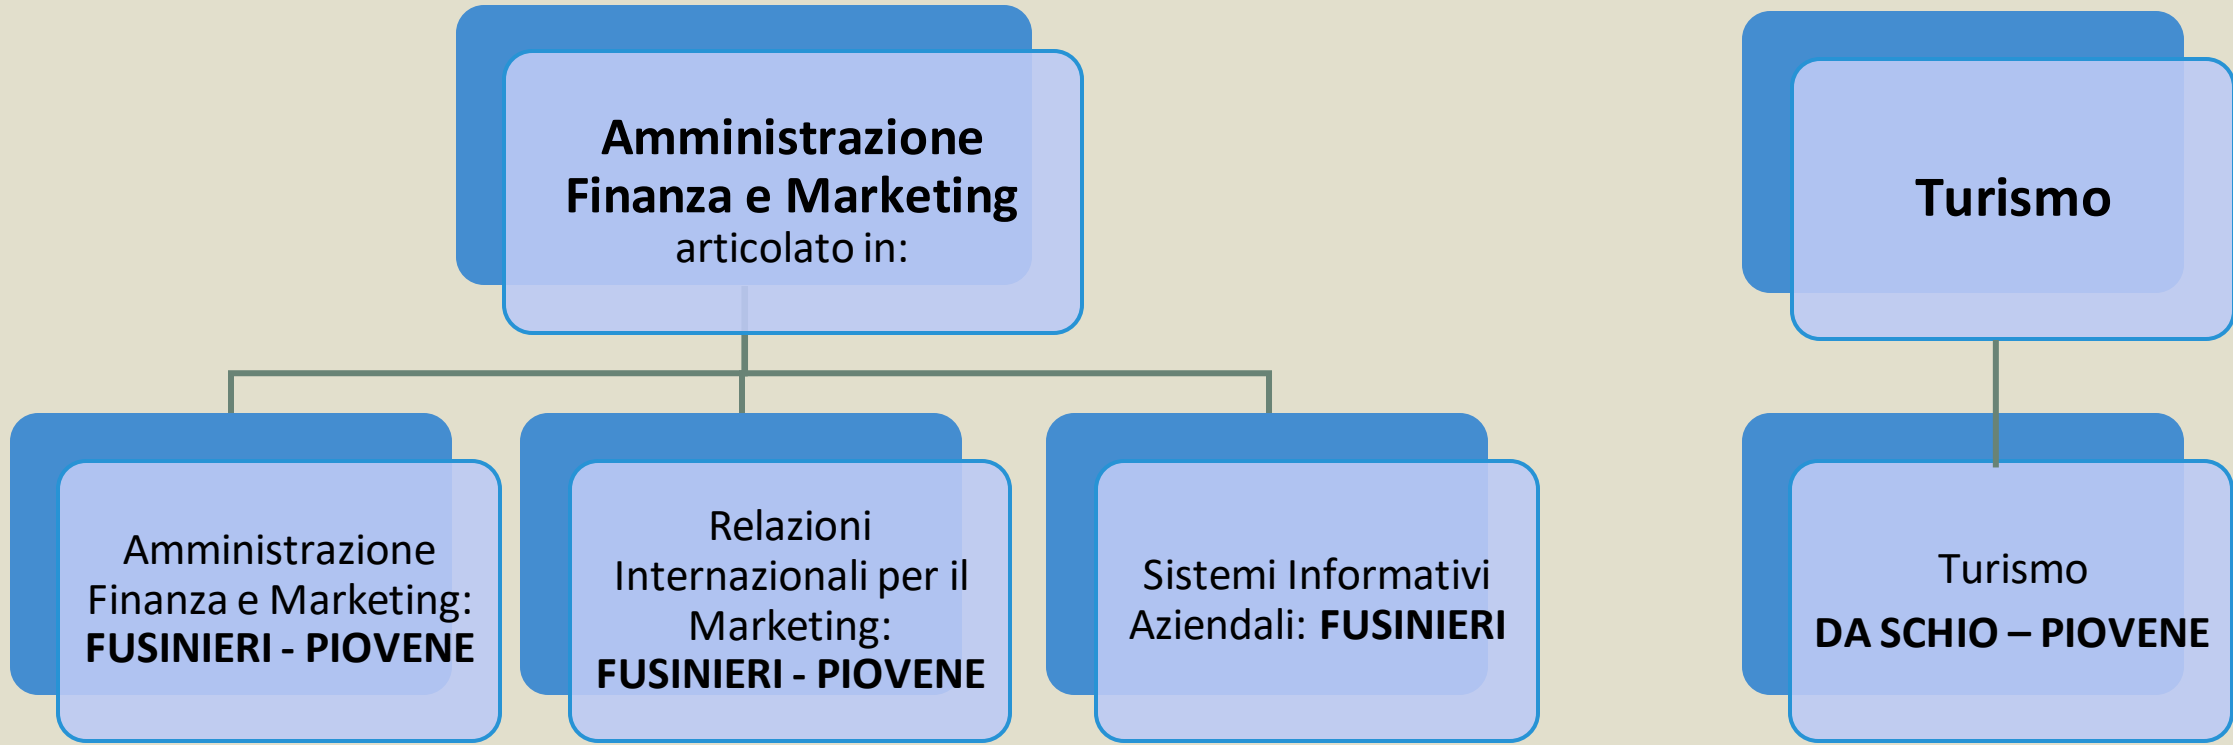 Amministrazione
Finanza e Marketing
articolato in:
Turismo
Amministrazione
Finanza e Marketing:
FUSINIERI - PIOVENE
Relazioni
Internazionali per il
Marketing:
FUSINIERI - PIOVENE
Sistemi Informativi
Aziendali: FUSINIERI
Turismo
DA SCHIO – PIOVENE